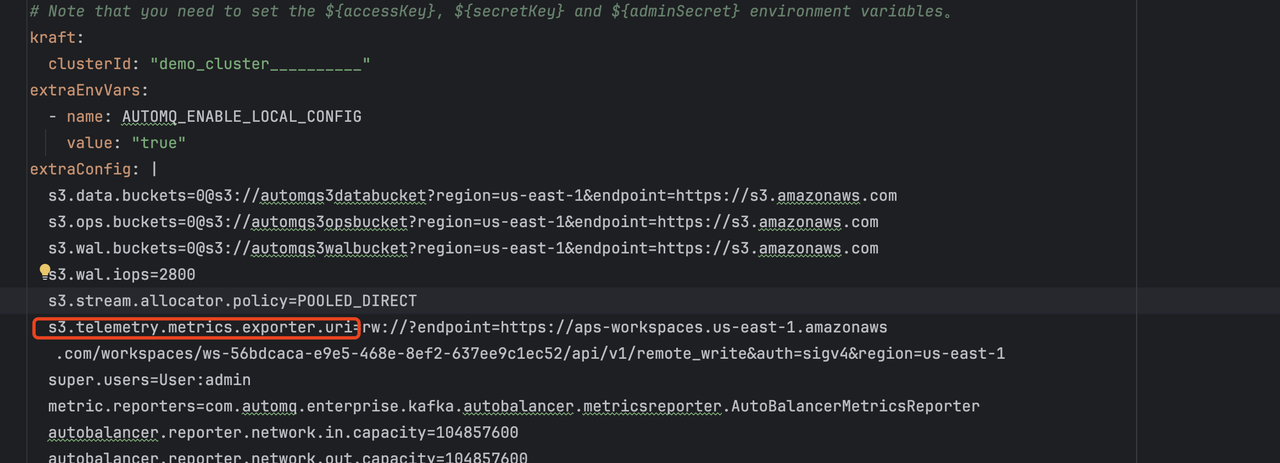 # Note that you need to set the ${accessKey}, ${secretKey} and ${adminSecret} environment variables。
kraft:
  clusterId: "demo_cluster__________"
extraEnvVars:
  - name: AUTOMQ_ENABLE_LOCAL_CONFIG
    value: "true"
extraConfig: |
  s3.data.buckets=0@s3://automqs3databucket?region=us-east-1&endpoint=https://s3.amazonaws.com
  s3.ops.buckets=0@s3://automqs3opsbucket?region=us-east-1&endpoint=https://s3.amazonaws.com
  s3.wal.buckets=0@s3://automqs3walbucket?region=us-east-1&endpoint=https://s3.amazonaws.com
  s3.wal.iops=2800
  s3.stream.allocator.policy=POOLED_DIRECT
  s3.telemetry.metrics.exporter.uri=rw://?endpoint=https://aps-workspaces.us-east-1.amazonaws
   .com/workspaces/ws-56bdcaca-e9e5-468e-8ef2-637ee9c1ec52/api/v1/remote_write&auth=sigv4&region=us-east-1
  super.users=User:admin
  metric.reporters=com.automq.enterprise.kafka.autobalancer.metricsreporter.AutoBalancerMetricsReporter
  autobalancer.reporter.network.in.capacity=104857600
  autobalancer.reporter.network.out.capacity=104857600